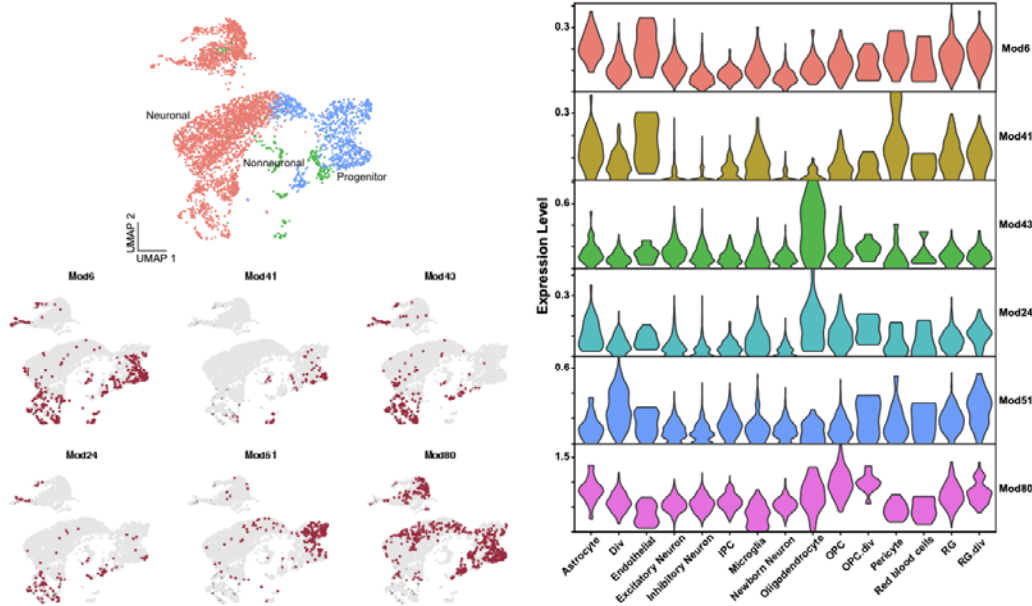 Neuronal
Nonneuronal
Progenitor
UMAP 2
UMAP 1
Mod6
Mod41
Mod43
Mod24
Mod51
Mod80
Expression Level
0.3
Mod6
0.3
Mod41
0.6
Mod43
0.3
Mod24
0.6
Mod51
1.5
Mod80
Astrocyte
Div
Endothelial
Excitatory Neuron
Inhibitory Neuron
IPC
Microglia
Newborn Neuron
Oligodendrocyte
OPC
OPC.div
Pericyte
Red blood cells
RG
RG.div